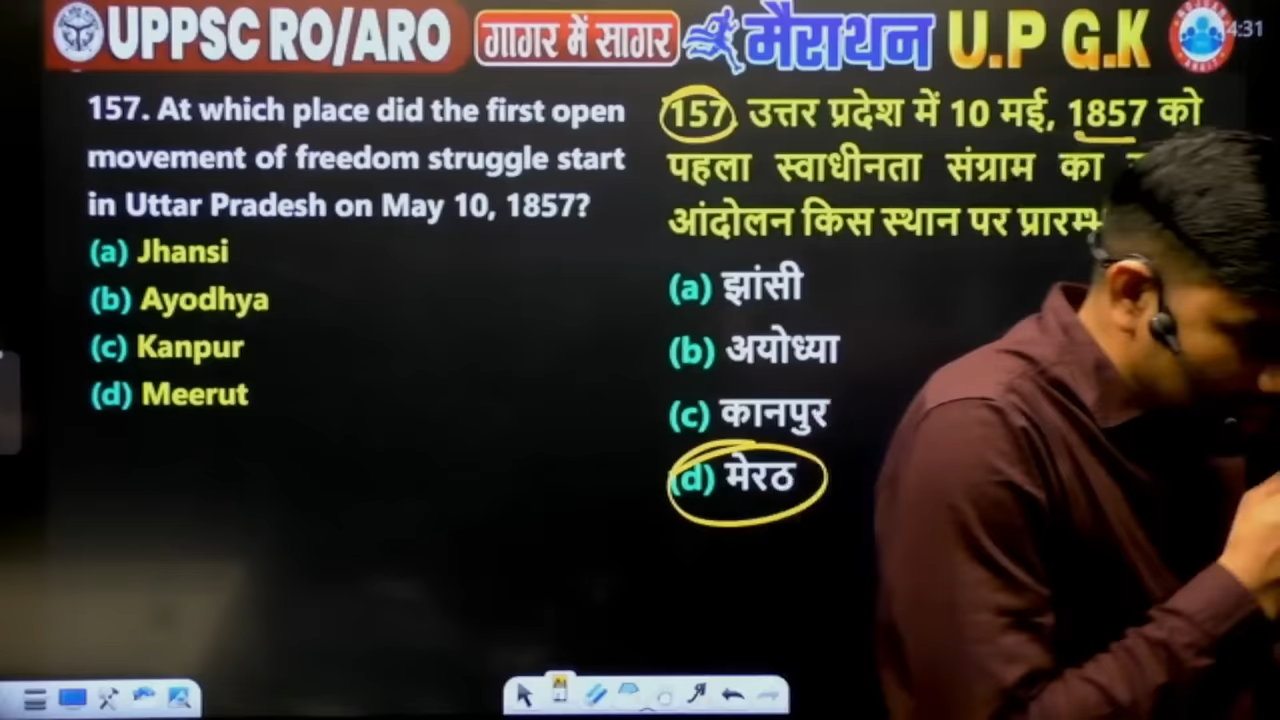 UPPSC RO/ARO गागर में सागर मैराथन U.P G.K
4:31
157. At which place did the first open
movement of freedom struggle start
in Uttar Pradesh on May 10, 1857?
(a) Jhansi
(b) Ayodhya
(c) Kanpur
(d) Meerut
157. उत्तर प्रदेश में 10 मई, 1857 को
पहला स्वाधीनता संग्राम का
आंदोलन किस स्थान पर प्रारम्भ
(a) झांसी
(b) अयोध्या
(c) कानपुर
(d) मेरठ